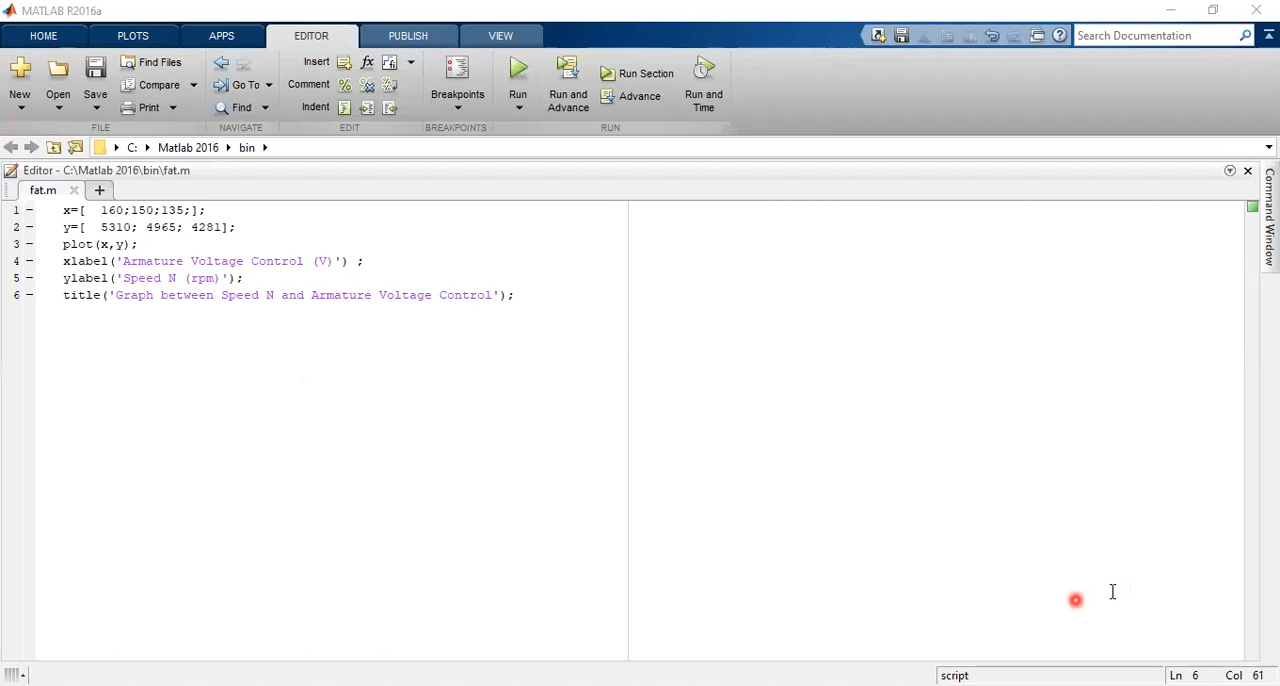 MATLAB R2016a
HOME PLOTS APPS EDITOR PUBLISH VIEW Search Documentation
Find Files Insert fx
New Open Save Compare Go To Comment % % Breakpoints Run Run and Advance Run Section Advance Run and Time
Print Find Indent
FILE NAVIGATE EDIT BREAKPOINTS RUN
C: Matlab 2016 bin
Editor - C:\Matlab 2016\bin\fat.m
fat.m +
1 – x=[  160;150;135;];
2 – y=[  5310; 4965; 4281];
3 – plot(x,y);
4 – xlabel('Armature Voltage Control (V)') ;
5 – ylabel('Speed N (rpm)');
6 – title('Graph between Speed N and Armature Voltage Control');
Command Window
script Ln 6 Col 61